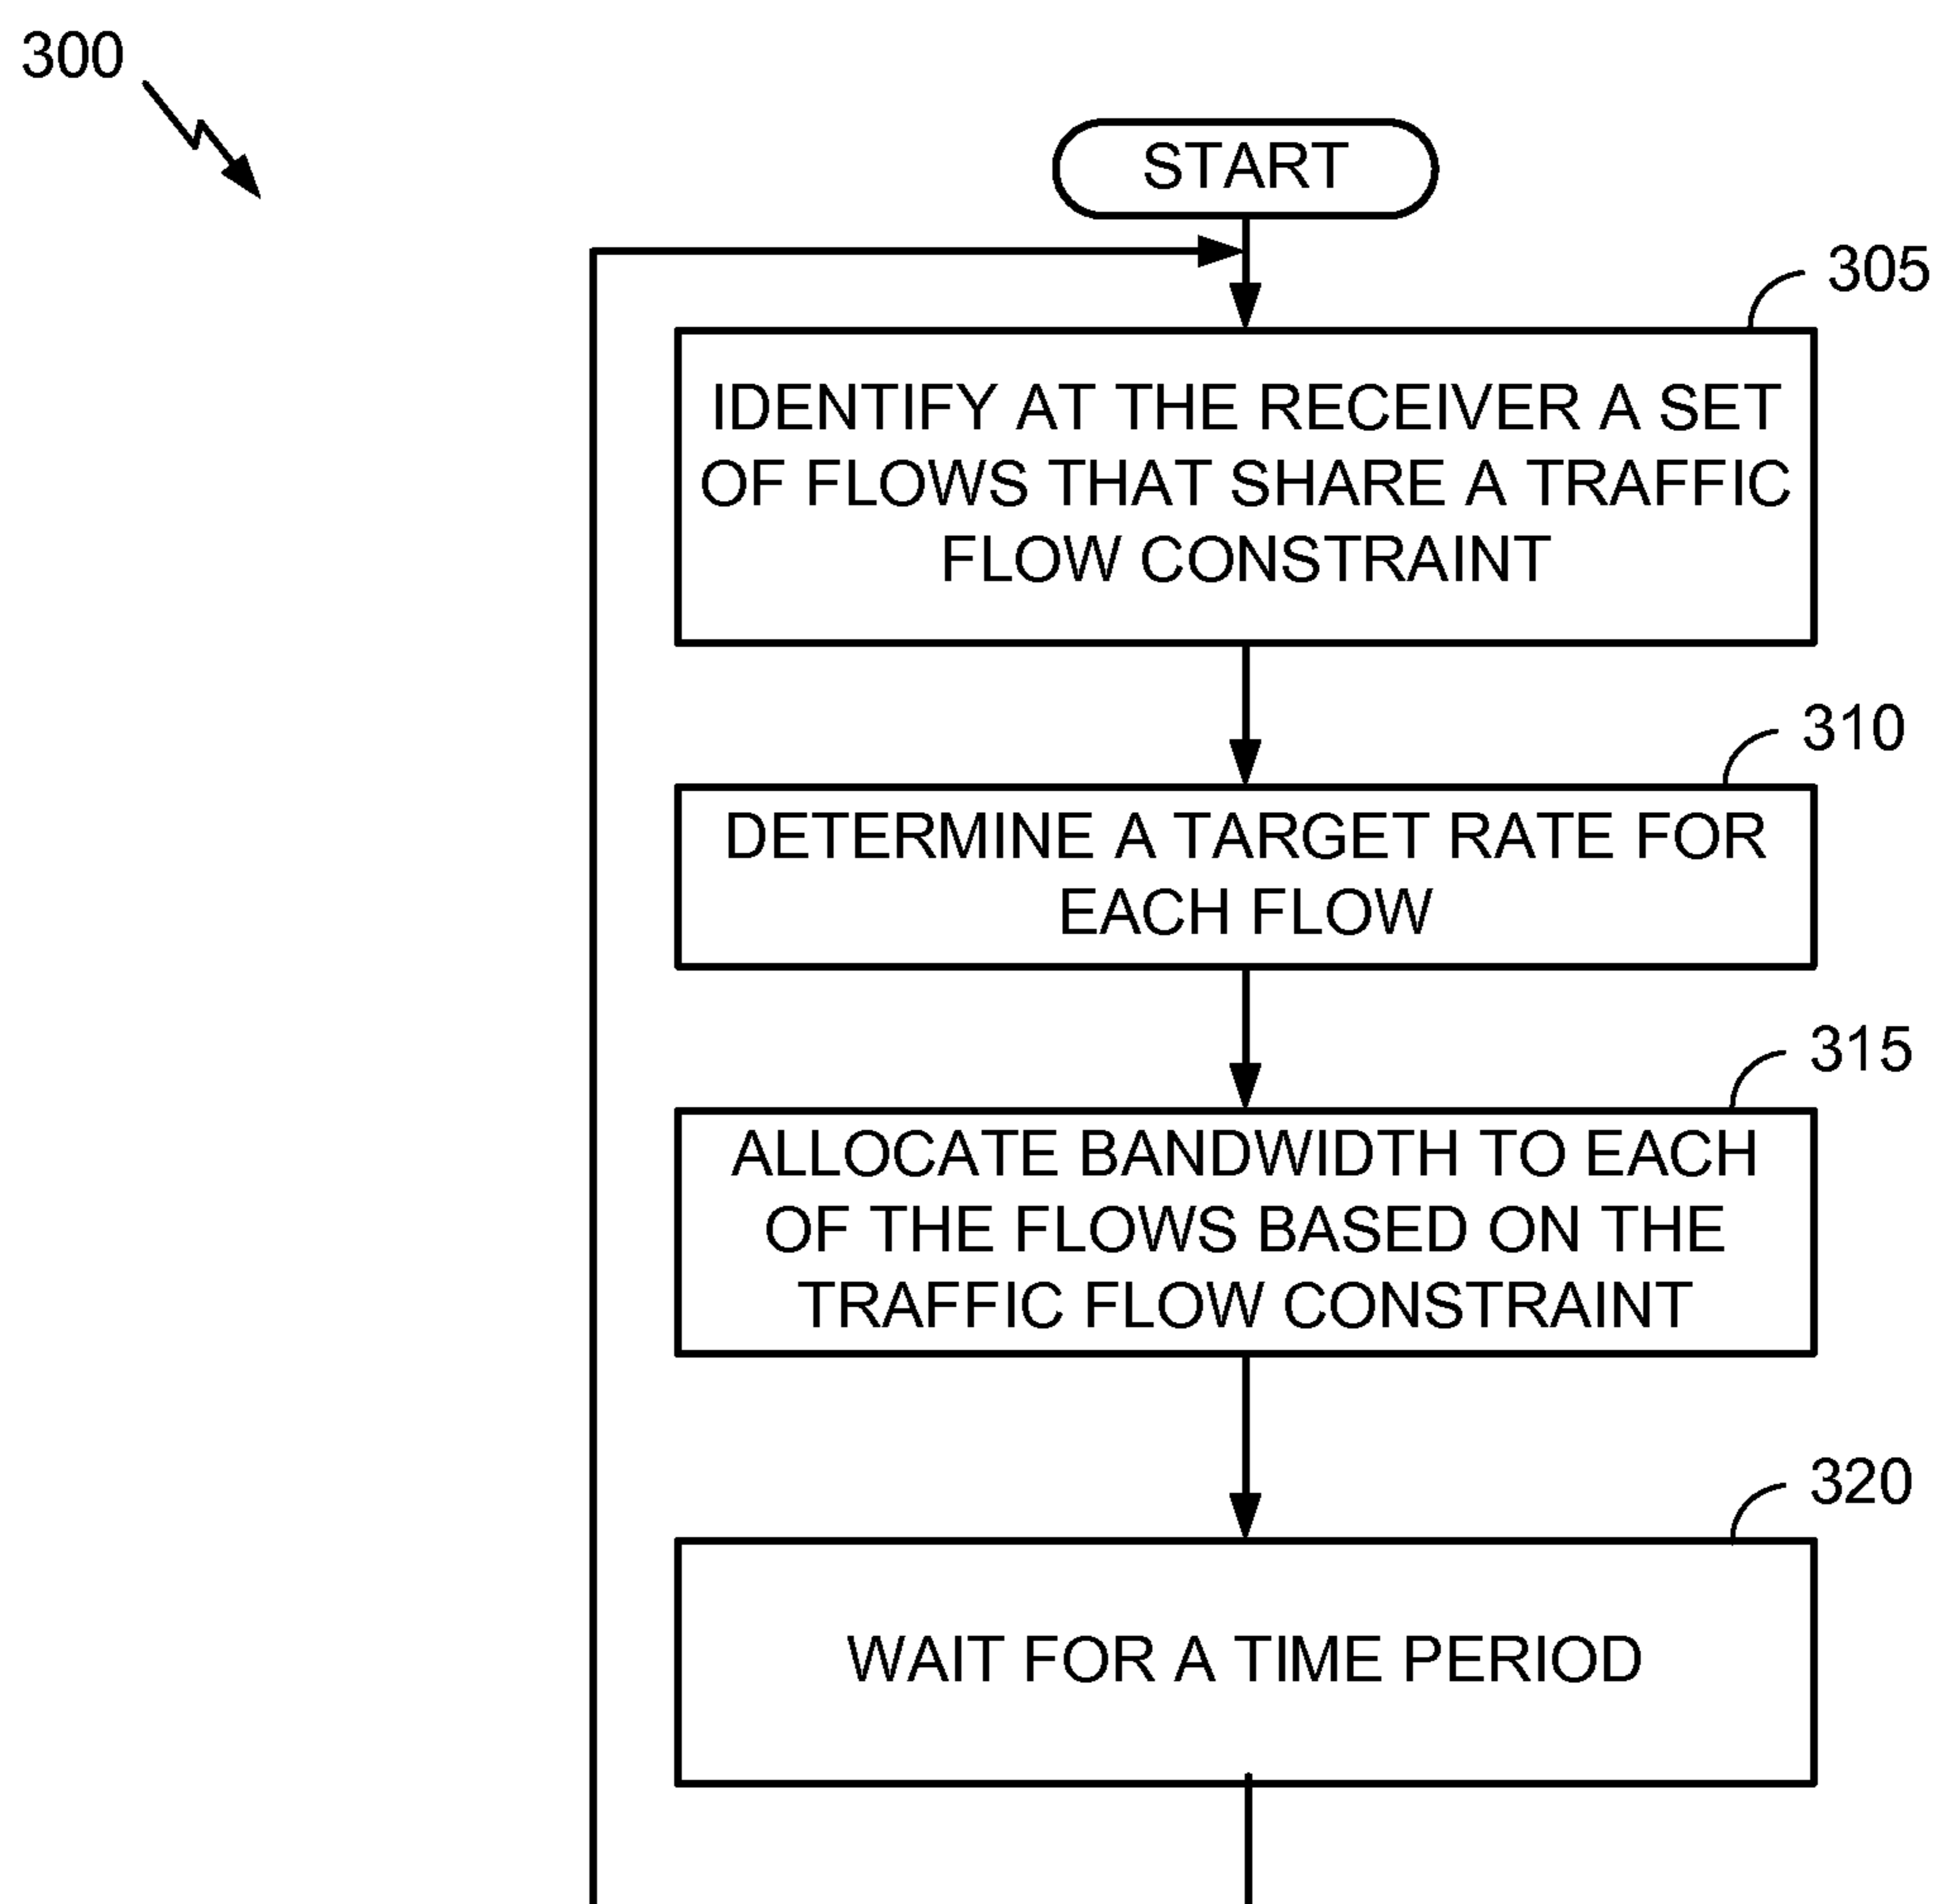 300
START
305
IDENTIFY AT THE RECEIVER A SET
OF FLOWS THAT SHARE A TRAFFIC
FLOW CONSTRAINT
310
DETERMINE A TARGET RATE FOR
EACH FLOW
315
ALLOCATE BANDWIDTH TO EACH
OF THE FLOWS BASED ON THE
TRAFFIC FLOW CONSTRAINT
320
WAIT FOR A TIME PERIOD